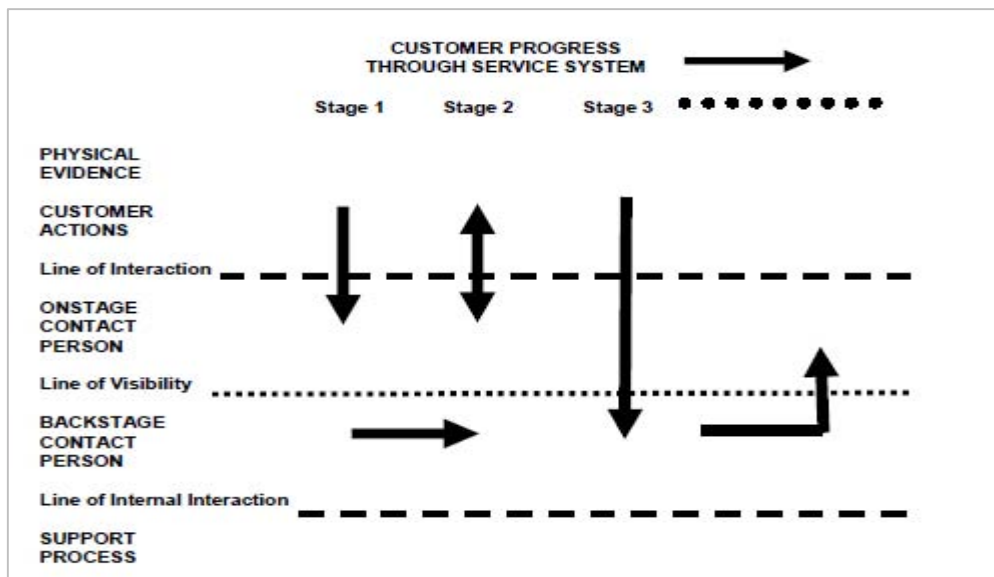 CUSTOMER PROGRESS
THROUGH SERVICE SYSTEM
Stage 1 Stage 2 Stage 3
PHYSICAL
EVIDENCE
CUSTOMER
ACTIONS
Line of Interaction
ONSTAGE
CONTACT
PERSON
Line of Visibility
BACKSTAGE
CONTACT
PERSON
Line of Internal Interaction
SUPPORT
PROCESS